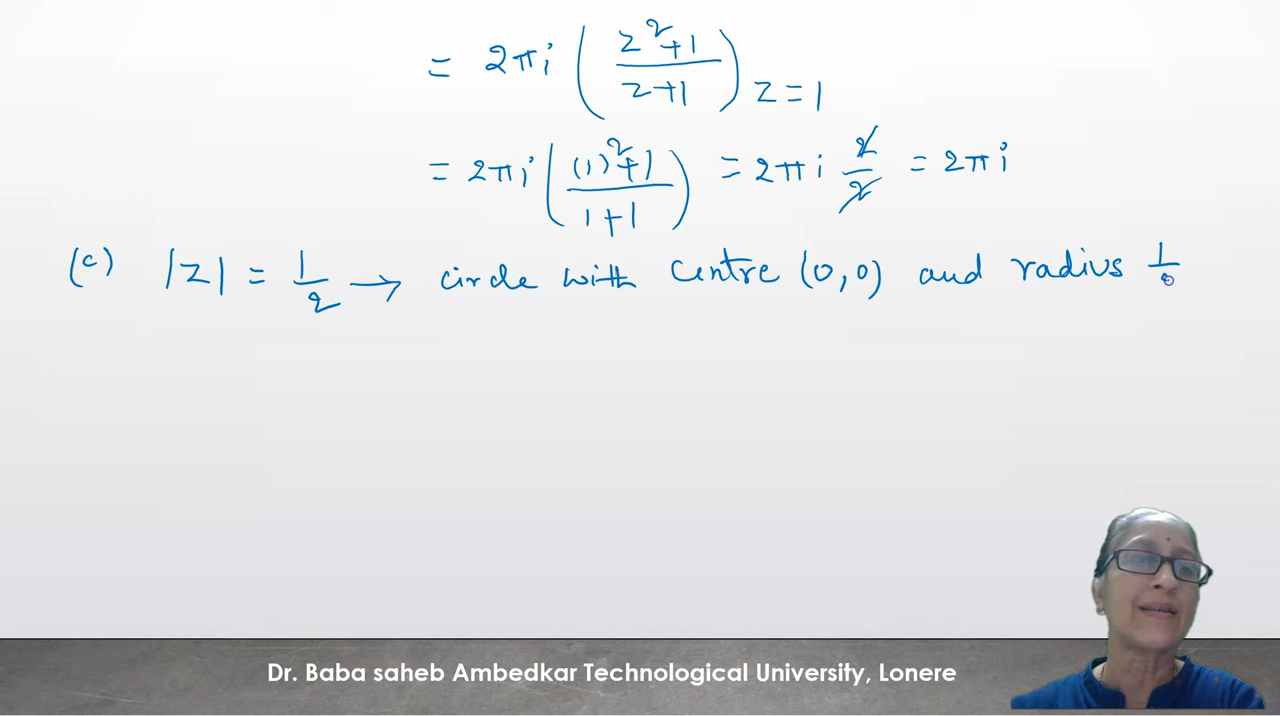 = 2πi ( z²+1 / z+1 ) z=1
= 2πi ( (1)²+1 / 1+1 ) = 2πi 2/2 = 2πi
(c) |z| = 1/2 → circle with centre (0,0) and radius 1/
Dr. Baba saheb Ambedkar Technological University, Lonere